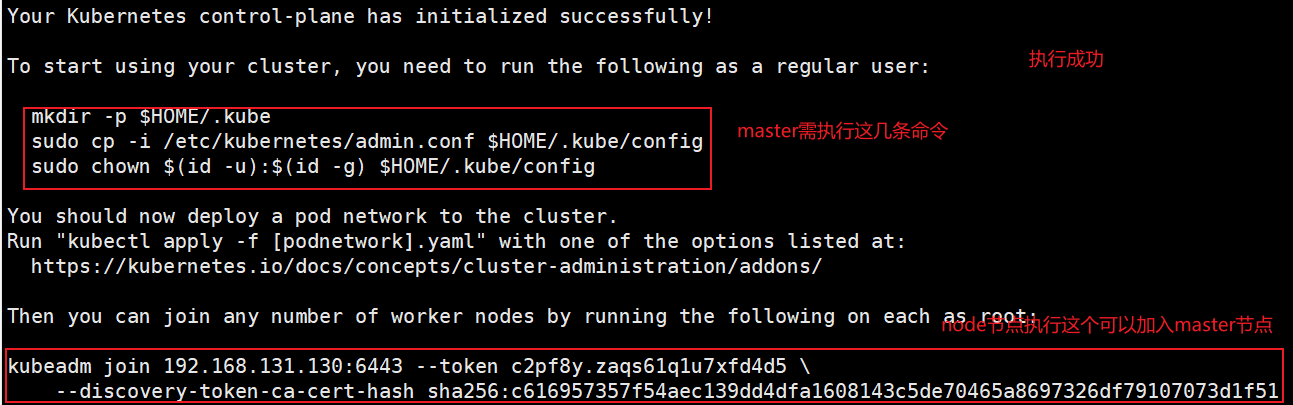 Your Kubernetes control-plane has initialized successfully!
To start using your cluster, you need to run the following as a regular user:
执行成功
mkdir -p $HOME/.kube
sudo cp -i /etc/kubernetes/admin.conf $HOME/.kube/config
sudo chown $(id -u):$(id -g) $HOME/.kube/config
master需执行这几条命令
You should now deploy a pod network to the cluster.
Run "kubectl apply -f [podnetwork].yaml" with one of the options listed at:
https://kubernetes.io/docs/concepts/cluster-administration/addons/
Then you can join any number of worker nodes by running the following on each as root:
node节点执行这个可以加入master节点
kubeadm join 192.168.131.130:6443 --token c2pf8y.zaqs61q1u7xfd4d5 \
--discovery-token-ca-cert-hash sha256:c616957357f54aec139dd4dfa1608143c5de70465a8697326df79107073d1f51